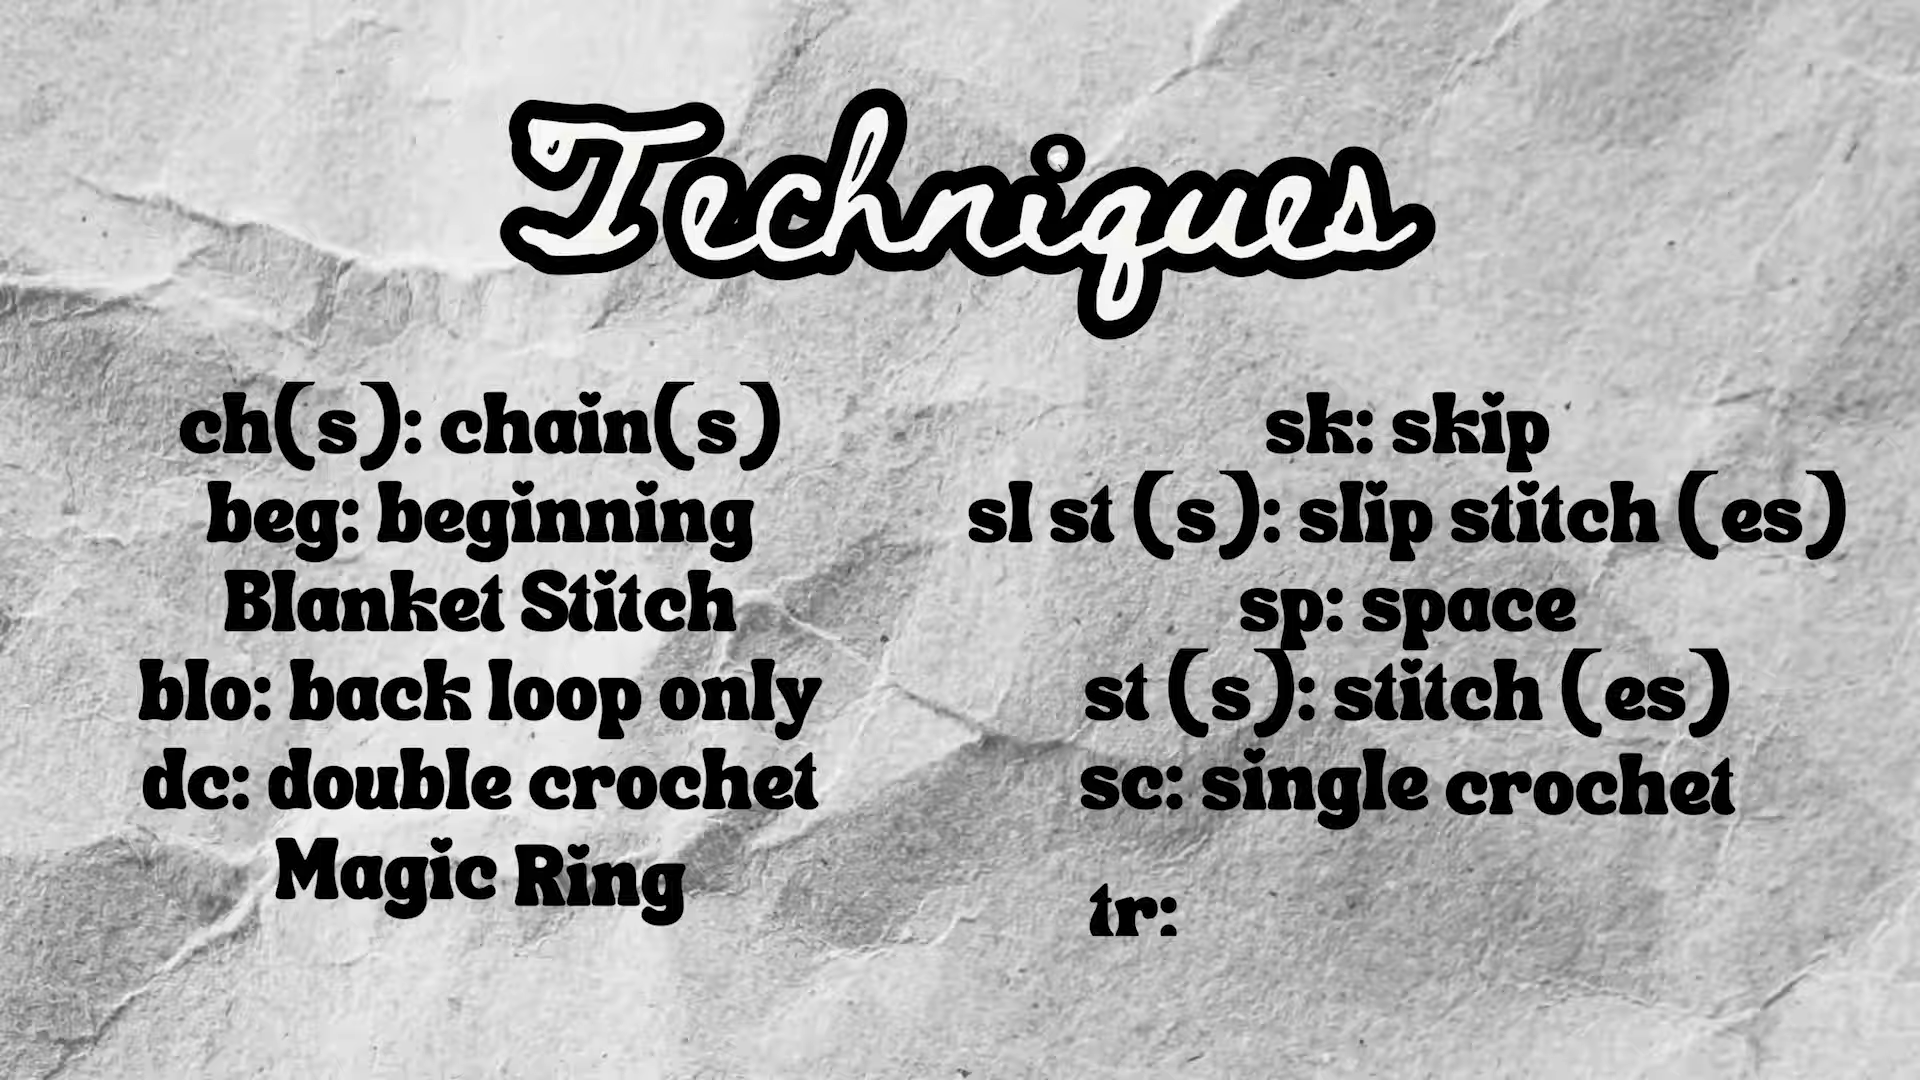 Techniques
ch(s): chain(s)
beg: beginning
Blanket Stitch
blo: back loop only
dc: double crochet
Magic Ring
sk: skip
sl st (s): slip stitch (es)
sp: space
st (s): stitch (es)
sc: single crochet
tr: